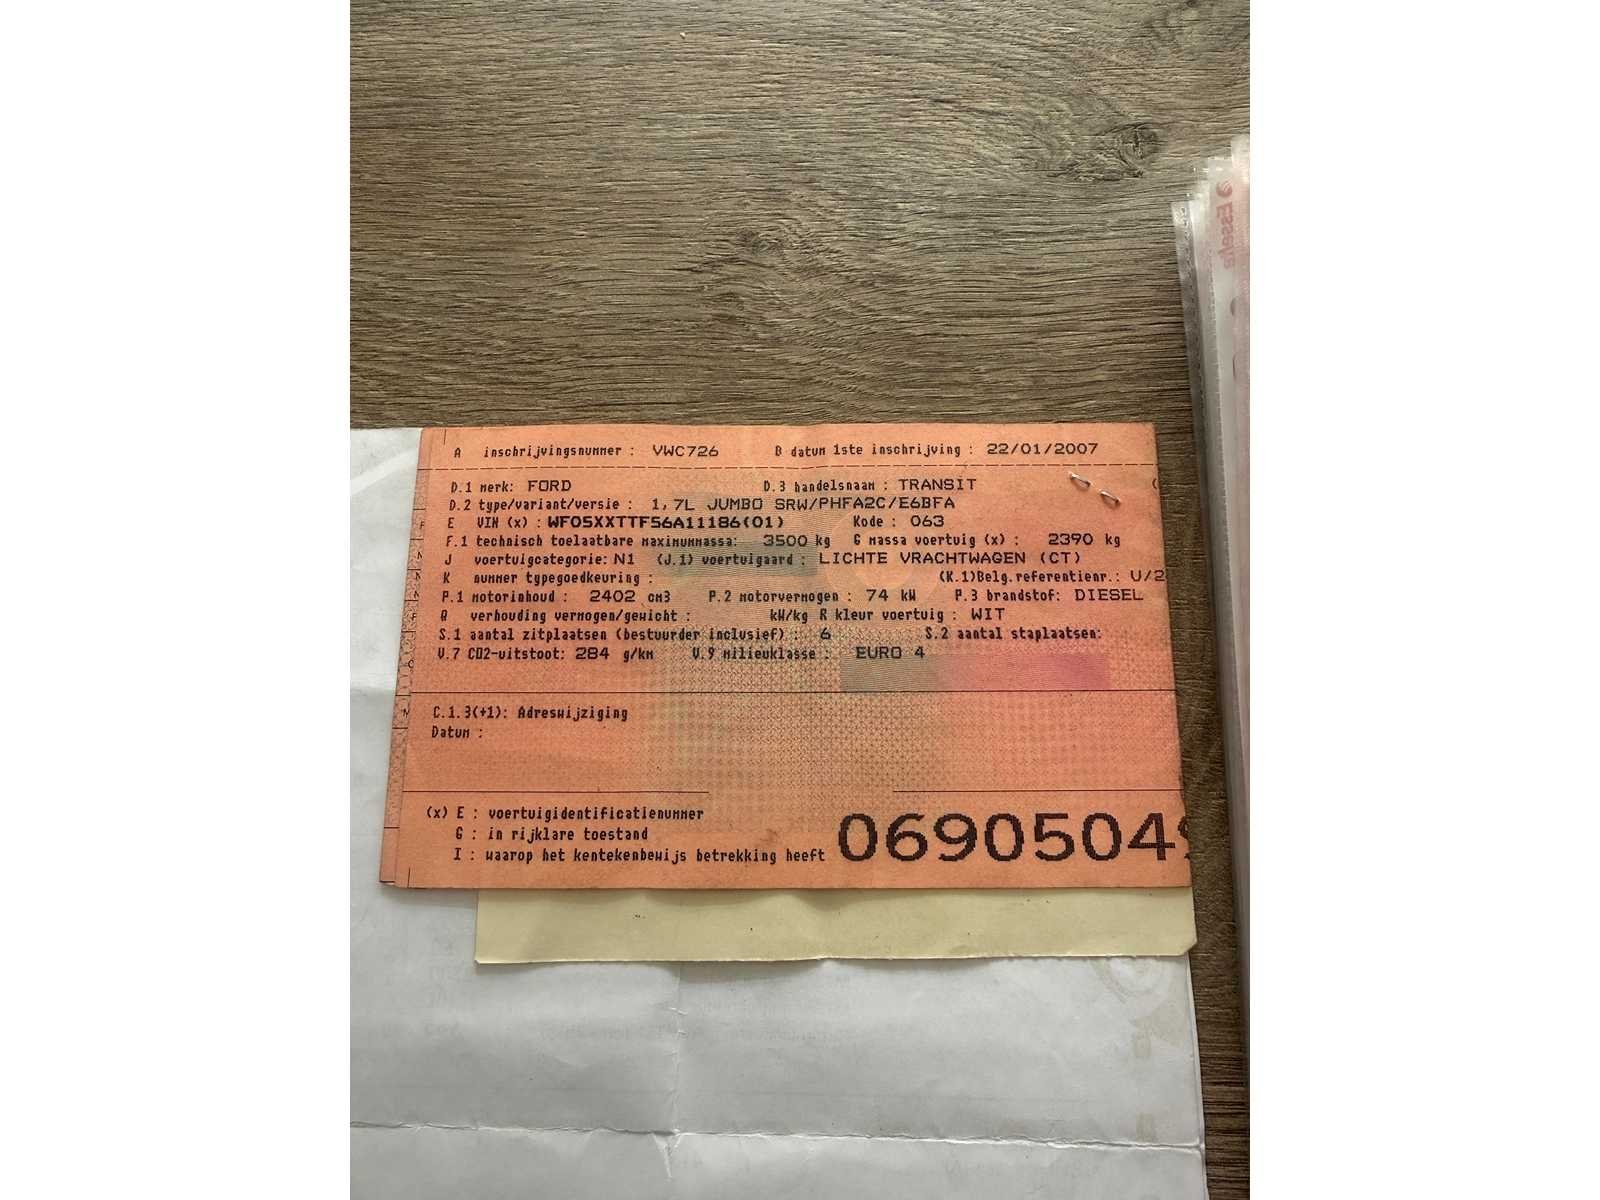 A inschrijvingsnummer : VWC726 B datum 1ste inschrijving : 22/01/2007
D.1 merk: FORD D.3 handelsnaam : TRANSIT
D.2 type/variant/versie : 1,7L JUMBO SRW/PHFA2C/E6BFA
E VIN (x) : WF05XXTTF56A11186(01) Kode : 063
F.1 technisch toelaatbare maximummassa: 3500 kg G massa voertuig (x) : 2390 kg
J voertuigcategorie: N1 (J.1) voertuigaard : LICHTE VRACHTWAGEN (CT)
K nummer typegoedkeuring : (K.1)Belg.referentienr.: U/2
P.1 motorinhoud : 2402 cm3 P.2 motorvermogen : 74 kW P.3 brandstof: DIESEL
Q verhouding vermogen/gewicht : kW/kg R kleur voertuig : WIT
S.1 aantal zitplaatsen (bestuurder inclusief) : 6 S.2 aantal staplaatsen:
V.7 CO2-uitstoot: 284 g/km V.9 milieuklasse : EURO 4
C.1.3(+1): Adreswijziging
Datum :
(x) E : voertuigidentificatienummer
G : in rijklare toestand
I : waarop het kentekenbewijs betrekking heeft
06905049